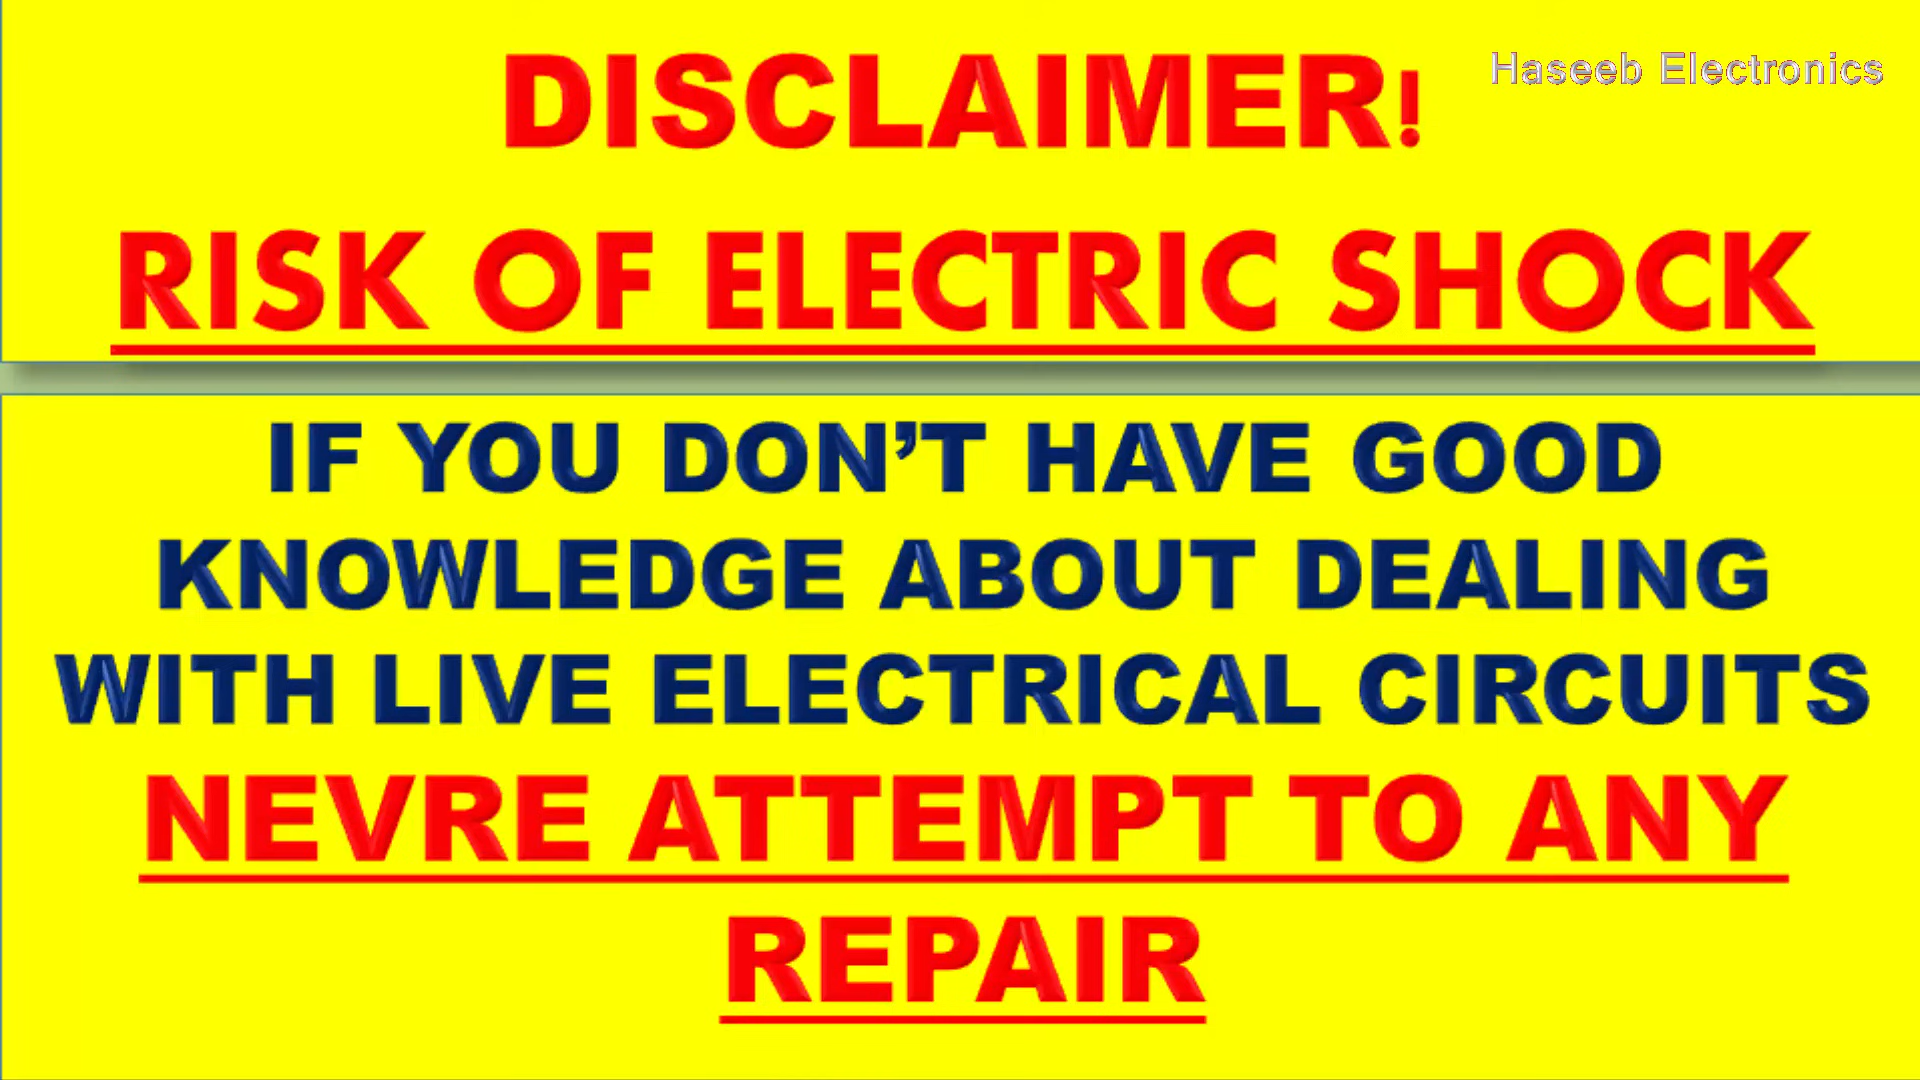 DISCLAIMER!
Haseeb Electronics
RISK OF ELECTRIC SHOCK
IF YOU DON’T HAVE GOOD
KNOWLEDGE ABOUT DEALING
WITH LIVE ELECTRICAL CIRCUITS
NEVRE ATTEMPT TO ANY
REPAIR